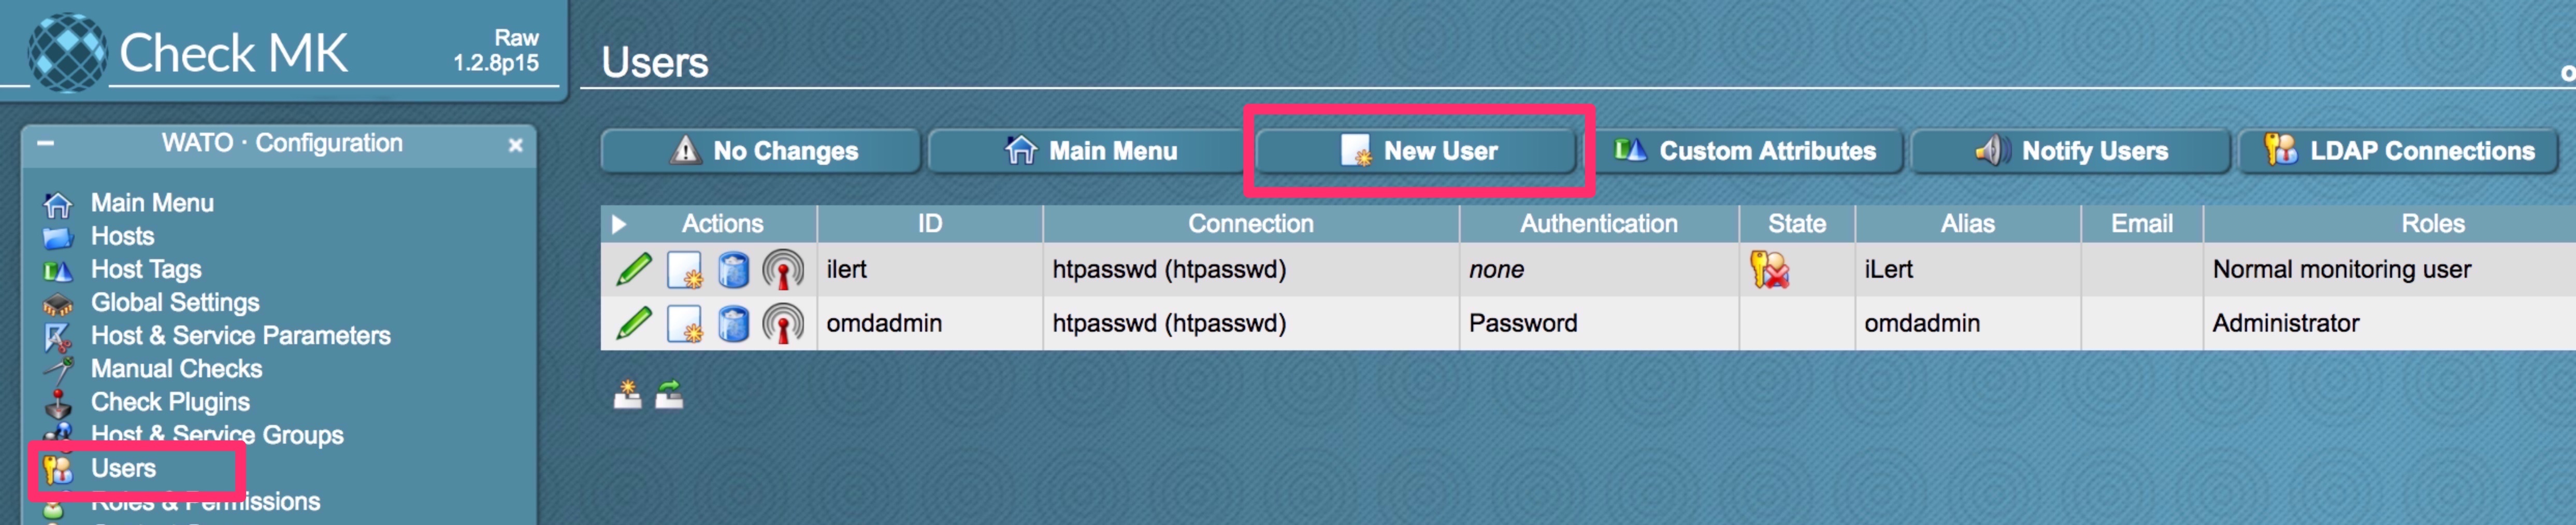 Check MK
Raw
1.2.8p15
Users
WATO · Configuration
Main Menu
Hosts
Host Tags
Global Settings
Host & Service Parameters
Manual Checks
Check Plugins
Host & Service Groups
Users
Roles & Permissions
No Changes
Main Menu
New User
Custom Attributes
Notify Users
LDAP Connections
Actions ID Connection Authentication State Alias Email Roles
ilert htpasswd (htpasswd) none iLert Normal monitoring user
omdadmin htpasswd (htpasswd) Password omdadmin Administrator